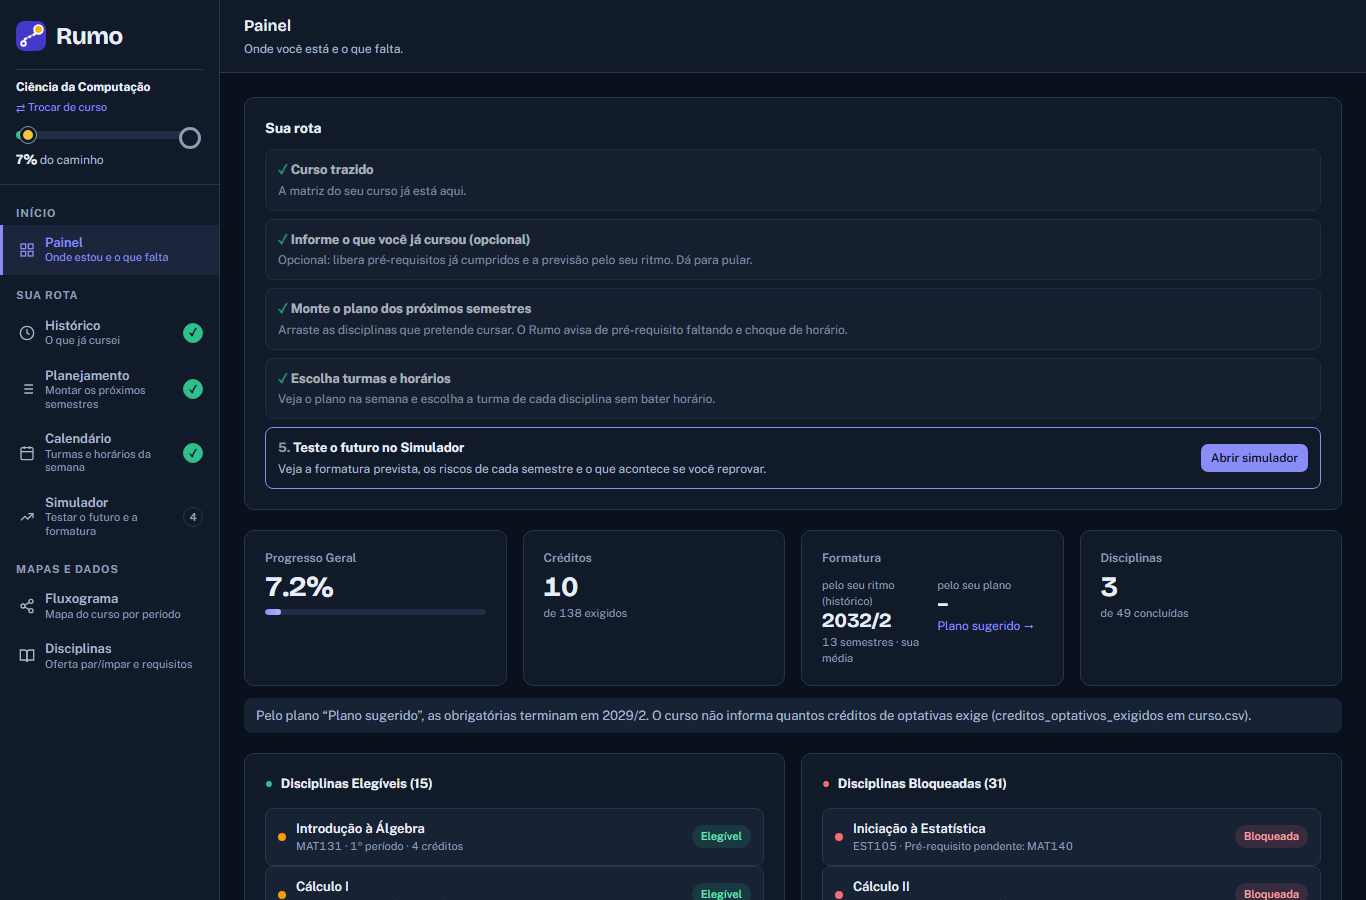 Rumo
Ciência da Computação
⇄ Trocar de curso
7% do caminho
INÍCIO
Painel
Onde estou e o que falta
SUA ROTA
Histórico
O que já cursei
Planejamento
Montar os próximos
semestres
Calendário
Turmas e horários da
semana
Simulador
Testar o futuro e a
formatura
4
MAPAS E DADOS
Fluxograma
Mapa do curso por período
Disciplinas
Oferta par/ímpar e requisitos
Painel
Onde você está e o que falta.
Sua rota
✓ Curso trazido
A matriz do seu curso já está aqui.
✓ Informe o que você já cursou (opcional)
Opcional: libera pré-requisitos já cumpridos e a previsão pelo seu ritmo. Dá para pular.
✓ Monte o plano dos próximos semestres
Arraste as disciplinas que pretende cursar. O Rumo avisa de pré-requisito faltando e choque de horário.
✓ Escolha turmas e horários
Veja o plano na semana e escolha a turma de cada disciplina sem bater horário.
5. Teste o futuro no Simulador
Veja a formatura prevista, os riscos de cada semestre e o que acontece se você reprovar.
Abrir simulador
Progresso Geral
7.2%
Créditos
10
de 138 exigidos
Formatura
pelo seu ritmo
(histórico)
2032/2
13 semestres · sua
média
pelo seu plano
–
Plano sugerido →
Disciplinas
3
de 49 concluídas
Pelo plano “Plano sugerido”, as obrigatórias terminam em 2029/2. O curso não informa quantos créditos de optativas exige (creditos_optativos_exigidos em curso.csv).
Disciplinas Elegíveis (15)
Introdução à Álgebra
MAT131 · 1º período · 4 créditos
Elegível
Cálculo I
Elegível
Disciplinas Bloqueadas (31)
Iniciação à Estatística
EST105 · Pré-requisito pendente: MAT140
Bloqueada
Cálculo II
Bloqueada